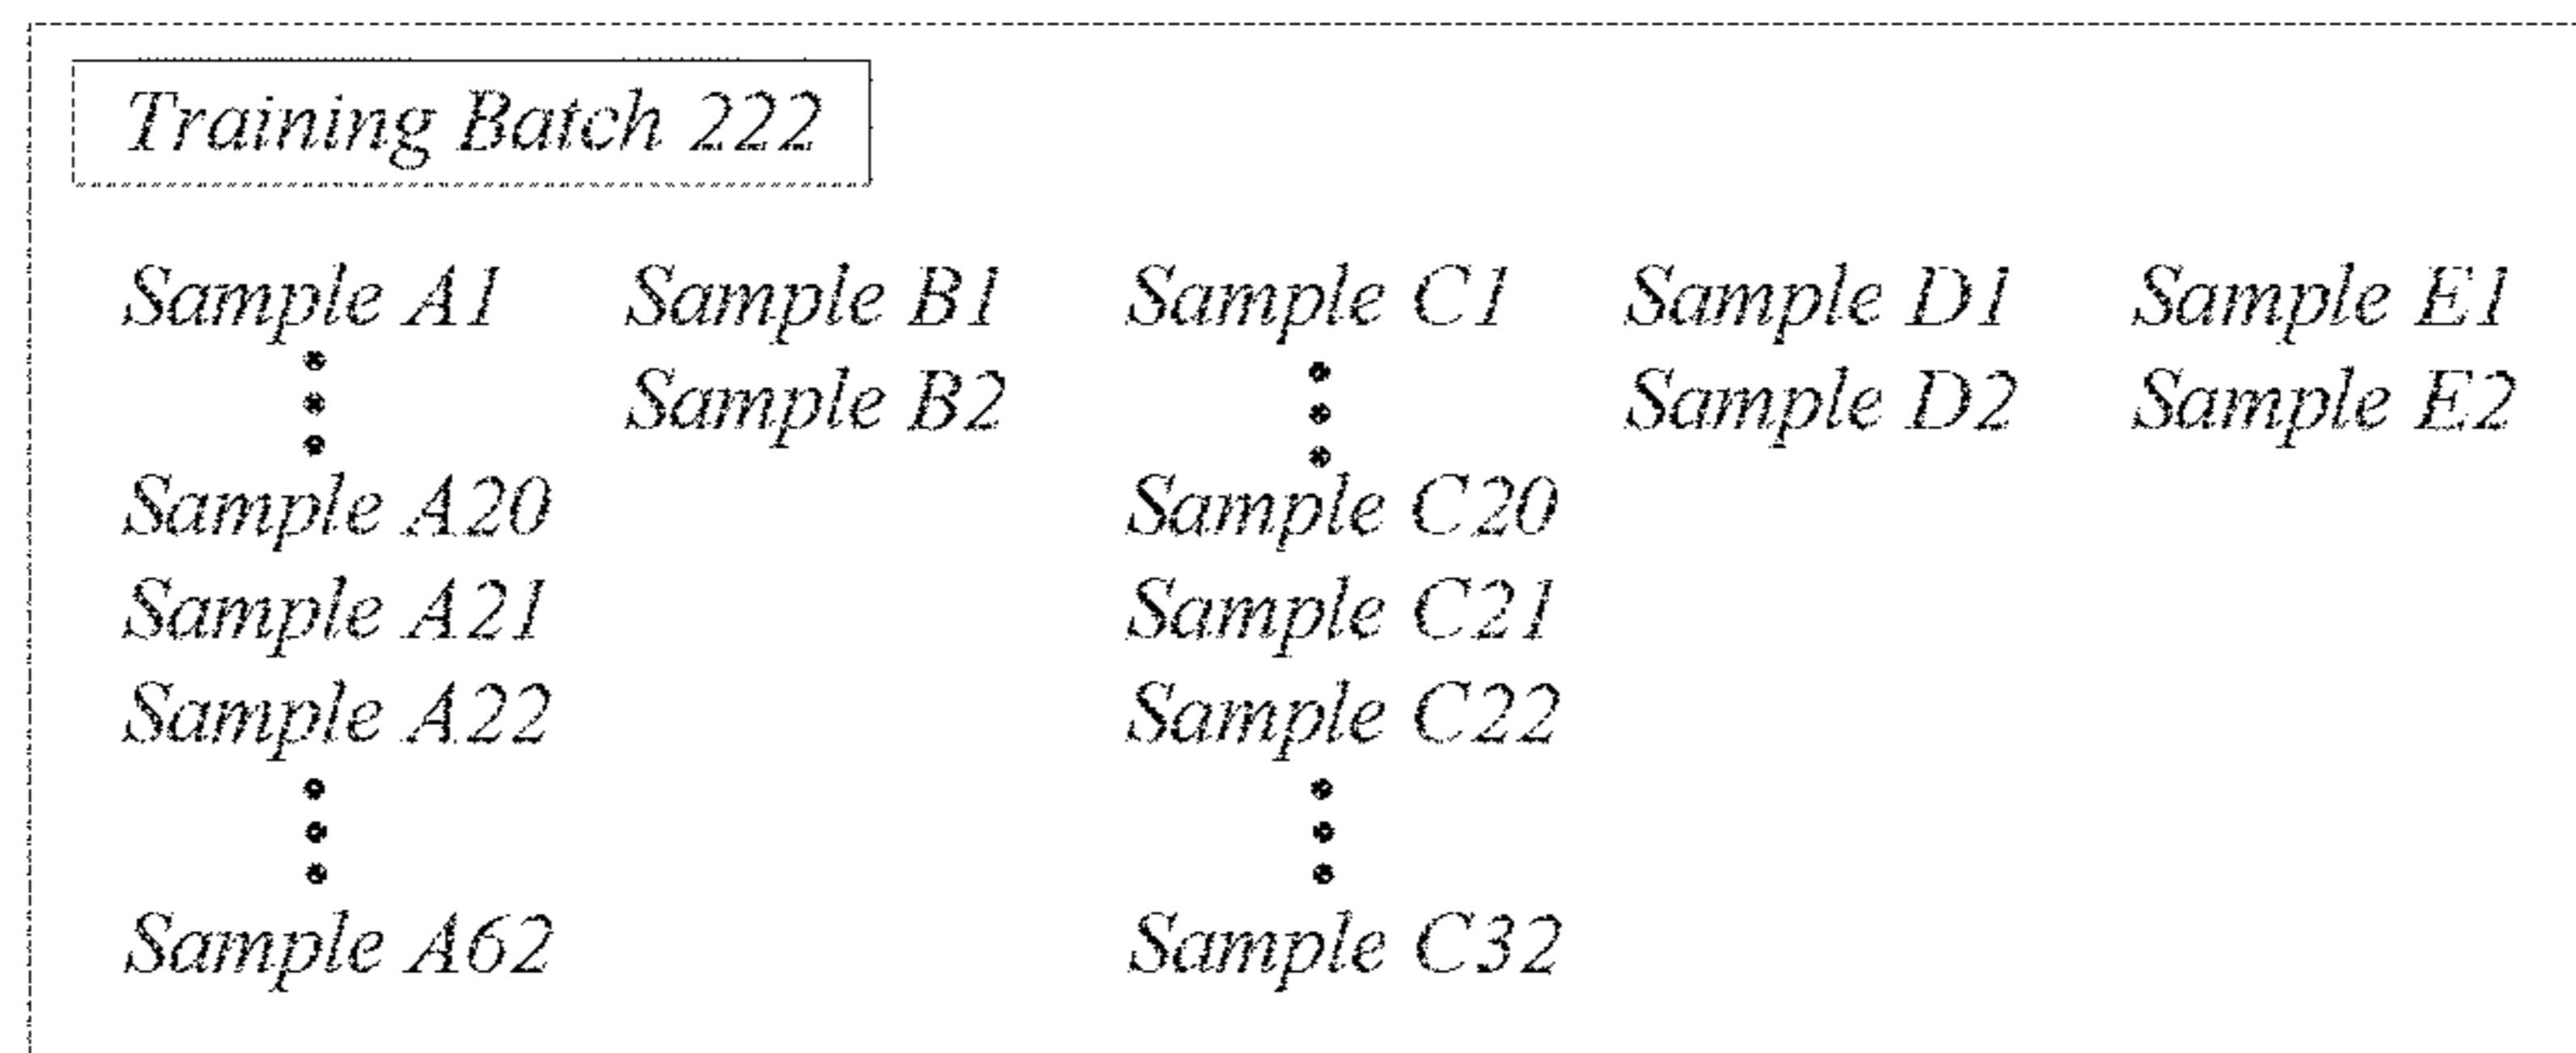 Training Batch 222
Sample A1 Sample B1 Sample C1 Sample D1 Sample E1
Sample B2 Sample D2 Sample E2
Sample A20 Sample C20
Sample A21 Sample C21
Sample A22 Sample C22
Sample A62 Sample C32